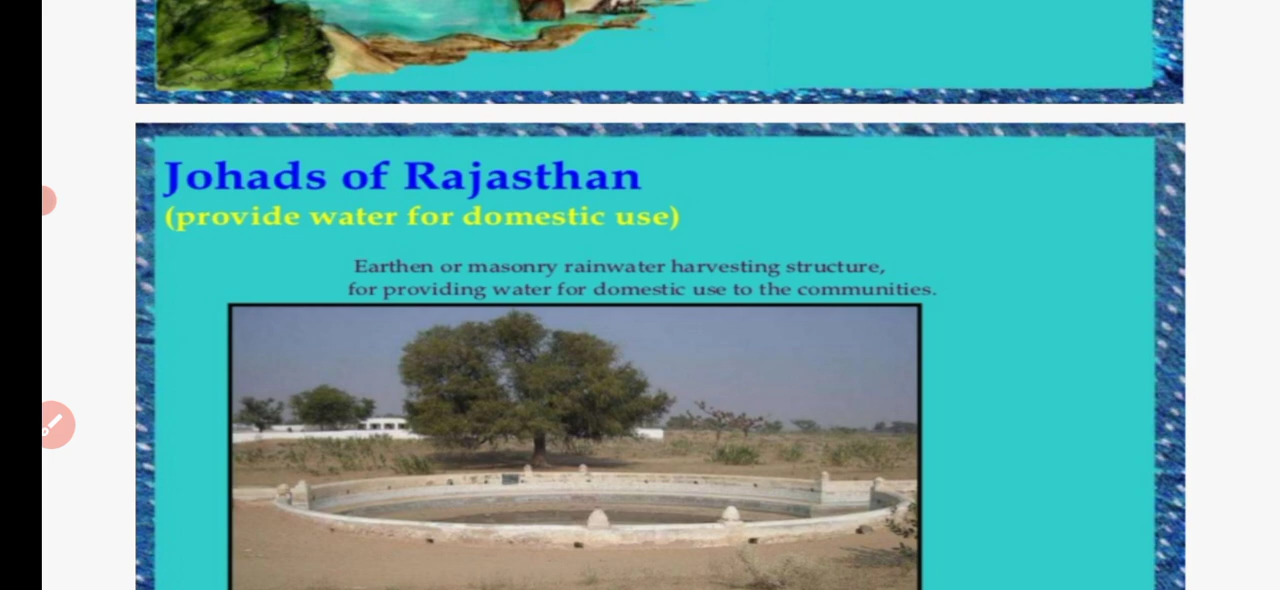 Johads of Rajasthan
(provide water for domestic use)
Earthen or masonry rainwater harvesting structure,
for providing water for domestic use to the communities.